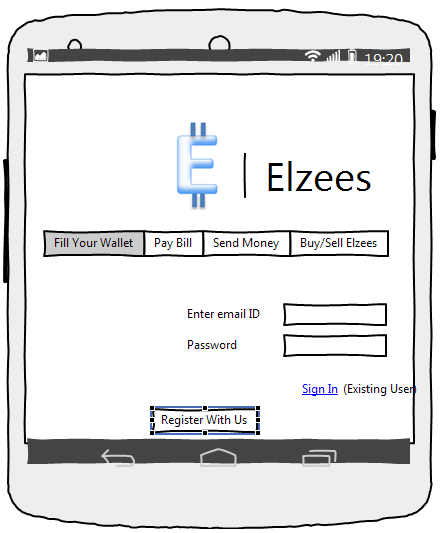 19:20
E | Elzees
Fill Your Wallet Pay Bill Send Money Buy/Sell Elzees
Enter email ID
Password
Sign In (Existing User)
Register With Us